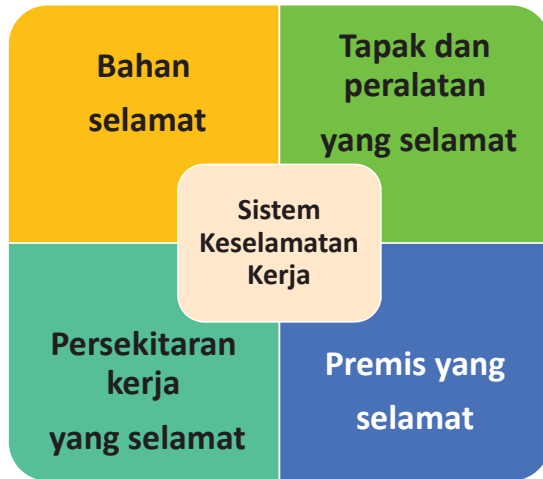 Bahan
selamat
Tapak dan
peralatan
yang selamat
Sistem
Keselamatan
Kerja
Persekitaran
kerja
yang selamat
Premis yang
selamat